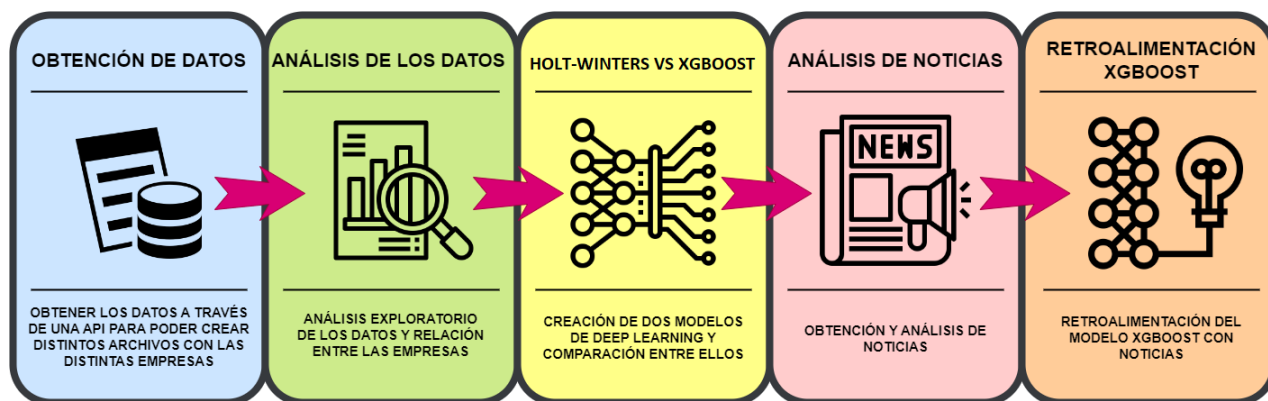 OBTENCIÓN DE DATOS
OBTENER LOS DATOS A TRAVÉS
DE UNA API PARA PODER CREAR
DISTINTOS ARCHIVOS CON LAS
DISTINTAS EMPRESAS
ANÁLISIS DE LOS DATOS
ANÁLISIS EXPLORATORIO
DE LOS DATOS Y RELACIÓN
ENTRE LAS EMPRESAS
HOLT-WINTERS VS XGBOOST
CREACIÓN DE DOS MODELOS
DE DEEP LEARNING Y
COMPARACIÓN ENTRE ELLOS
ANÁLISIS DE NOTICIAS
NEWS
OBTENCIÓN Y ANÁLISIS DE
NOTICIAS
RETROALIMENTACIÓN
XGBOOST
RETROALIMENTACIÓN DEL
MODELO XGBOOST CON
NOTICIAS